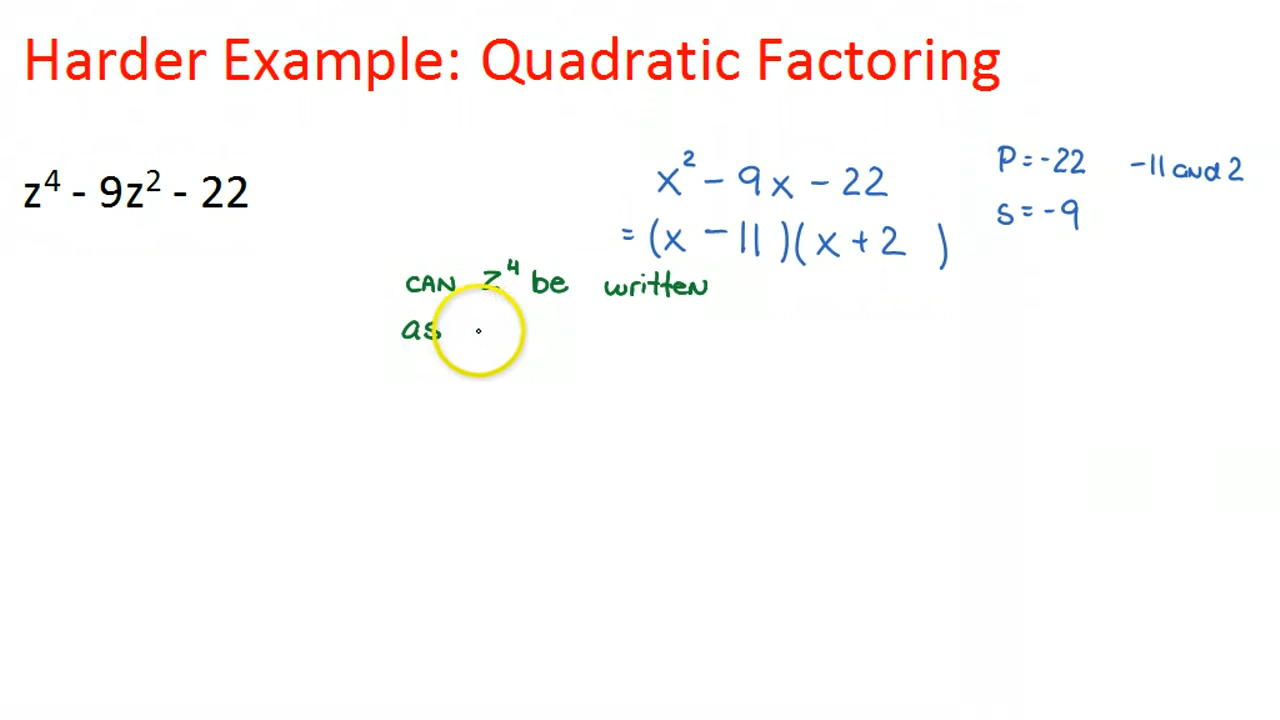 Harder Example: Quadratic Factoring
z⁴ - 9z² - 22
x² - 9x - 22
= (x - 11)(x + 2 )
P = -22 -11 and 2
S = -9
CAN z⁴ be written
as